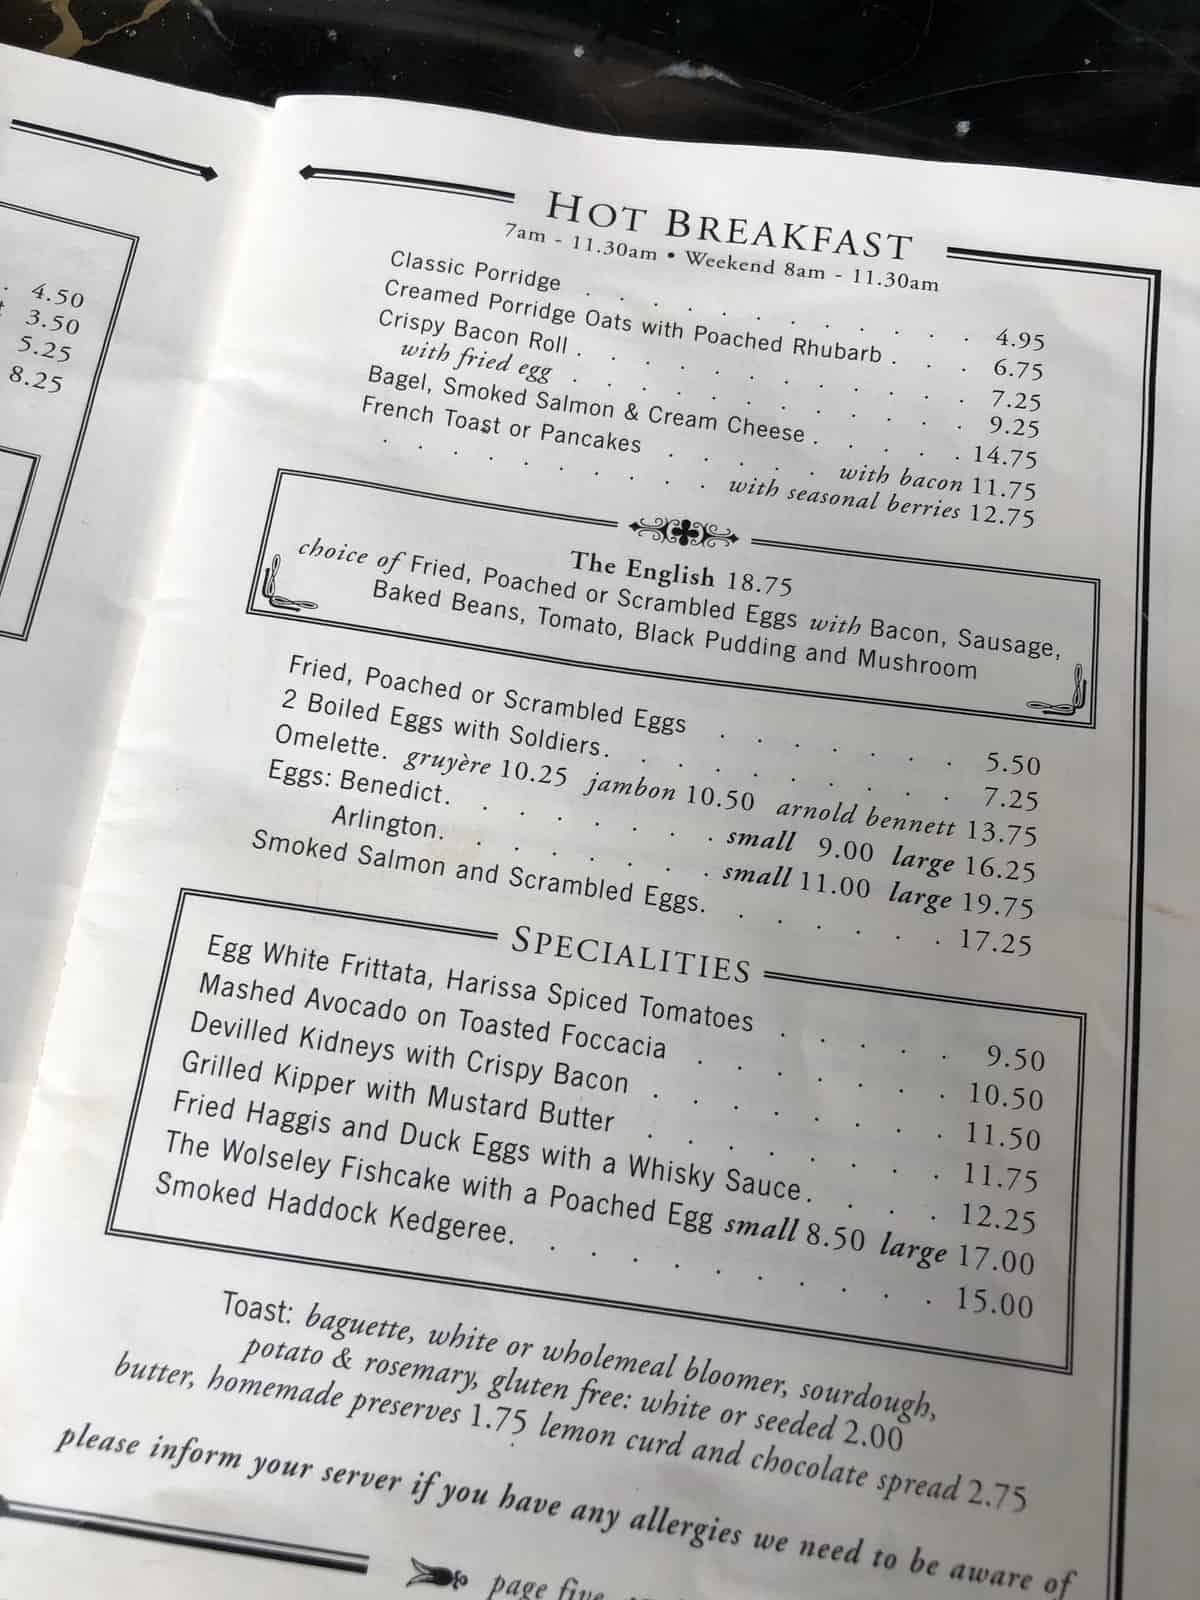 4.50
3.50
5.25
8.25
HOT BREAKFAST
7am - 11.30am • Weekend 8am - 11.30am
Classic Porridge . . . . . . . . . . . 4.95
Creamed Porridge Oats with Poached Rhubarb . . . 6.75
Crispy Bacon Roll . . . . . . . . . . . 7.25
with fried egg . . . . . . . . . . . 9.25
Bagel, Smoked Salmon & Cream Cheese . . . . . 14.75
French Toast or Pancakes . . . . . with bacon 11.75
. . . . . . . . . . with seasonal berries 12.75
The English 18.75
choice of Fried, Poached or Scrambled Eggs with Bacon, Sausage,
Baked Beans, Tomato, Black Pudding and Mushroom
Fried, Poached or Scrambled Eggs . . . . . . . 5.50
2 Boiled Eggs with Soldiers. . . . . . . . . . 7.25
Omelette. gruyère 10.25 jambon 10.50 arnold bennett 13.75
Eggs: Benedict. . . . . . . . small 9.00 large 16.25
Arlington. . . . . . . . small 11.00 large 19.75
Smoked Salmon and Scrambled Eggs. . . . . . . 17.25
SPECIALITIES
Egg White Frittata, Harissa Spiced Tomatoes . . . . . 9.50
Mashed Avocado on Toasted Foccacia . . . . . . . 10.50
Devilled Kidneys with Crispy Bacon . . . . . . . . 11.50
Grilled Kipper with Mustard Butter . . . . . . . . 11.75
Fried Haggis and Duck Eggs with a Whisky Sauce. . . . 12.25
The Wolseley Fishcake with a Poached Egg small 8.50 large 17.00
Smoked Haddock Kedgeree. . . . . . . . . . 15.00
Toast: baguette, white or wholemeal bloomer, sourdough,
potato & rosemary, gluten free: white or seeded 2.00
butter, homemade preserves 1.75 lemon curd and chocolate spread 2.75
please inform your server if you have any allergies we need to be aware of
page five